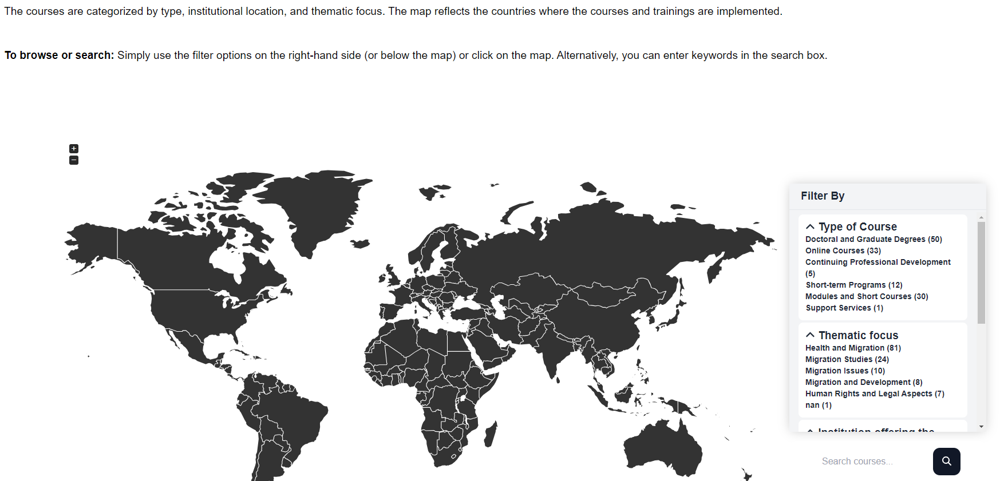 The courses are categorized by type, institutional location, and thematic focus. The map reflects the countries where the courses and trainings are implemented.
To browse or search: Simply use the filter options on the right-hand side (or below the map) or click on the map. Alternatively, you can enter keywords in the search box.
+
−
Filter By
Type of Course
Doctoral and Graduate Degrees (50)
Online Courses (33)
Continuing Professional Development
(5)
Short-term Programs (12)
Modules and Short Courses (30)
Support Services (1)
Thematic focus
Health and Migration (81)
Migration Studies (24)
Migration Issues (10)
Migration and Development (8)
Human Rights and Legal Aspects (7)
nan (1)
Institution offering the
Search courses...